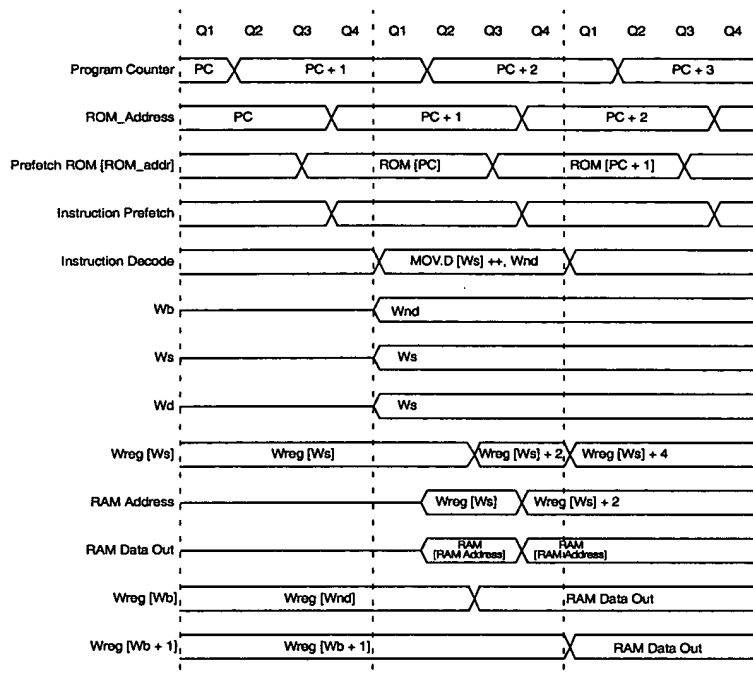 Q1 Q2 Q3 Q4 Q1 Q2 Q3 Q4 Q1 Q2 Q3 Q4
Program Counter PC PC + 1 PC + 2 PC + 3
ROM_Address PC PC + 1 PC + 2
Prefetch ROM [ROM_addr] ROM [PC] ROM [PC + 1]
Instruction Prefetch
Instruction Decode MOV.D [Ws] ++, Wnd
Wb Wnd
Ws Ws
Wd Ws
Wreg [Ws] Wreg [Ws] Wreg [Ws] + 2 Wreg [Ws] + 4
RAM Address Wreg [Ws] Wreg [Ws] + 2
RAM Data Out RAM [RAM Address] RAM [RAM Address]
Wreg [Wb] Wreg [Wnd] RAM Data Out
Wreg [Wb + 1] Wreg [Wb + 1] RAM Data Out